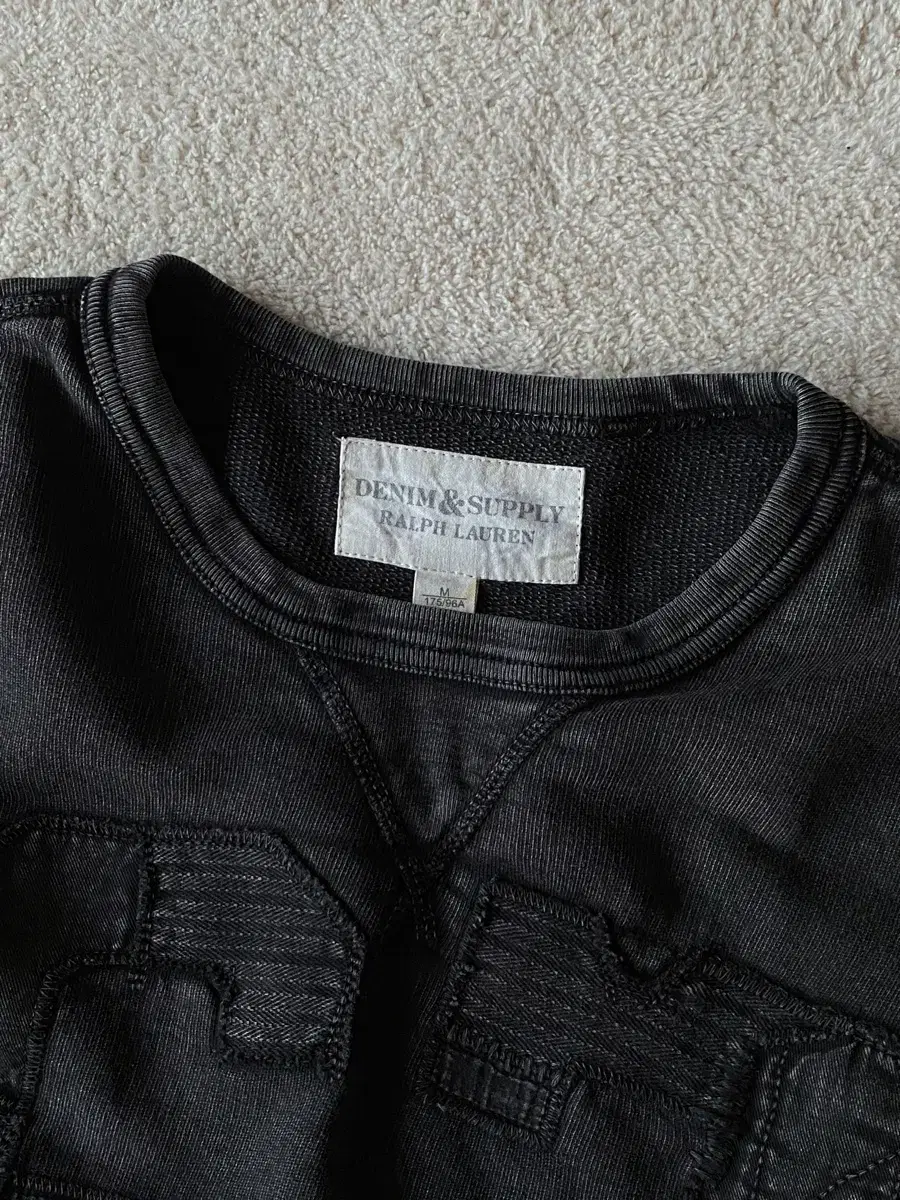 DENIM & SUPPLY
RALPH LAUREN
M
175/96A